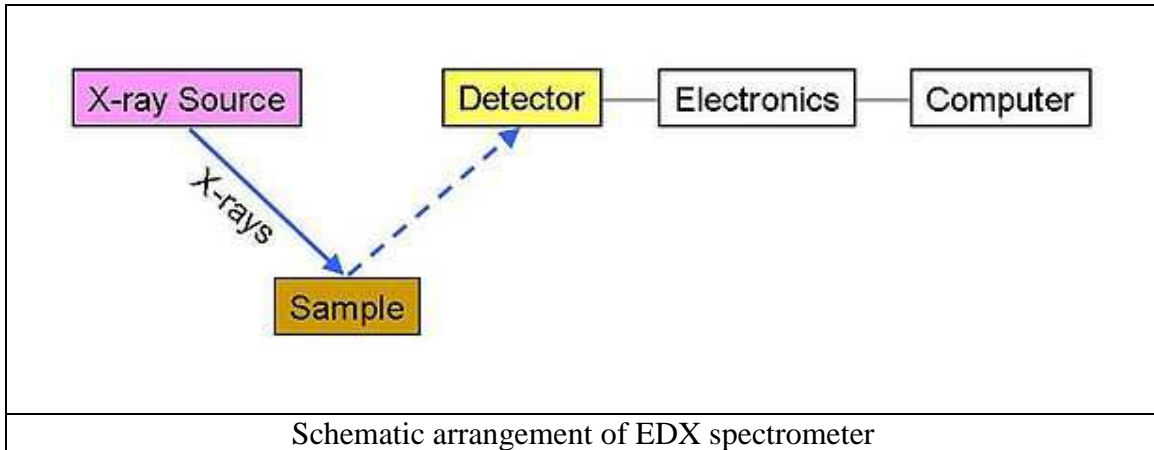 X-ray Source
Detector
Electronics
Computer
X-rays
Sample
Schematic arrangement of EDX spectrometer